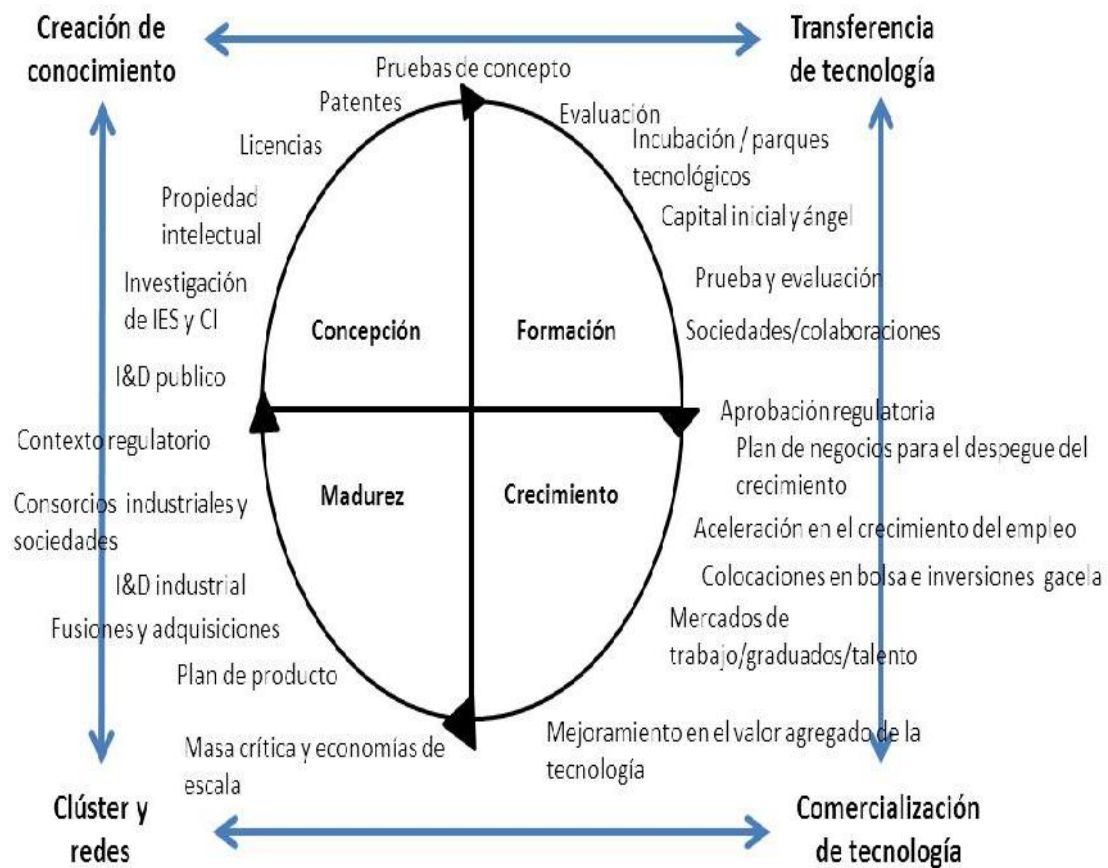 Creación de
conocimiento
Transferencia
de tecnología
Pruebas de concepto
Patentes
Evaluación
Licencias
Incubación / parques
tecnológicos
Propiedad
intelectual
Capital inicial y ángel
Investigación
de IES y CI
Prueba y evaluación
Concepción
Formación
Sociedades/colaboraciones
I&D publico
Aprobación regulatoria
Contexto regulatorio
Plan de negocios para el despegue del
crecimiento
Madurez
Crecimiento
Consorcios industriales y
sociedades
Aceleración en el crecimiento del empleo
I&D industrial
Colocaciones en bolsa e inversiones gacela
Fusiones y adquisiciones
Mercados de
trabajo/graduados/talento
Plan de producto
Masa crítica y economías de
escala
Mejoramiento en el valor agregado de la
tecnología
Clúster y
redes
Comercialización
de tecnología